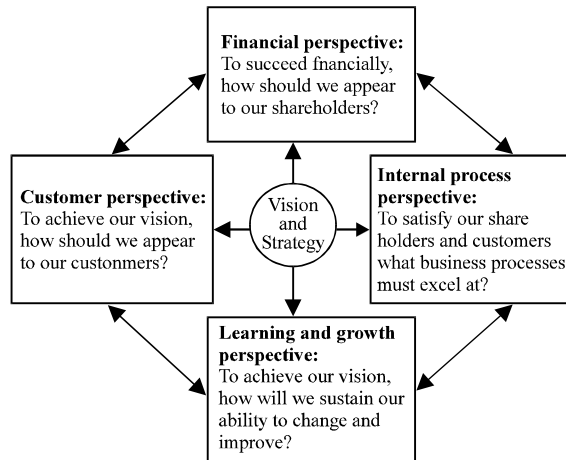 Financial perspective:
To succeed fnancially,
how should we appear
to our shareholders?
Customer perspective:
To achieve our vision,
how should we appear
to our custonmers?
Vision
and
Strategy
Internal process
perspective:
To satisfy our share
holders and customers
what business processes
must excel at?
Learning and growth
perspective:
To achieve our vision,
how will we sustain our
ability to change and
improve?